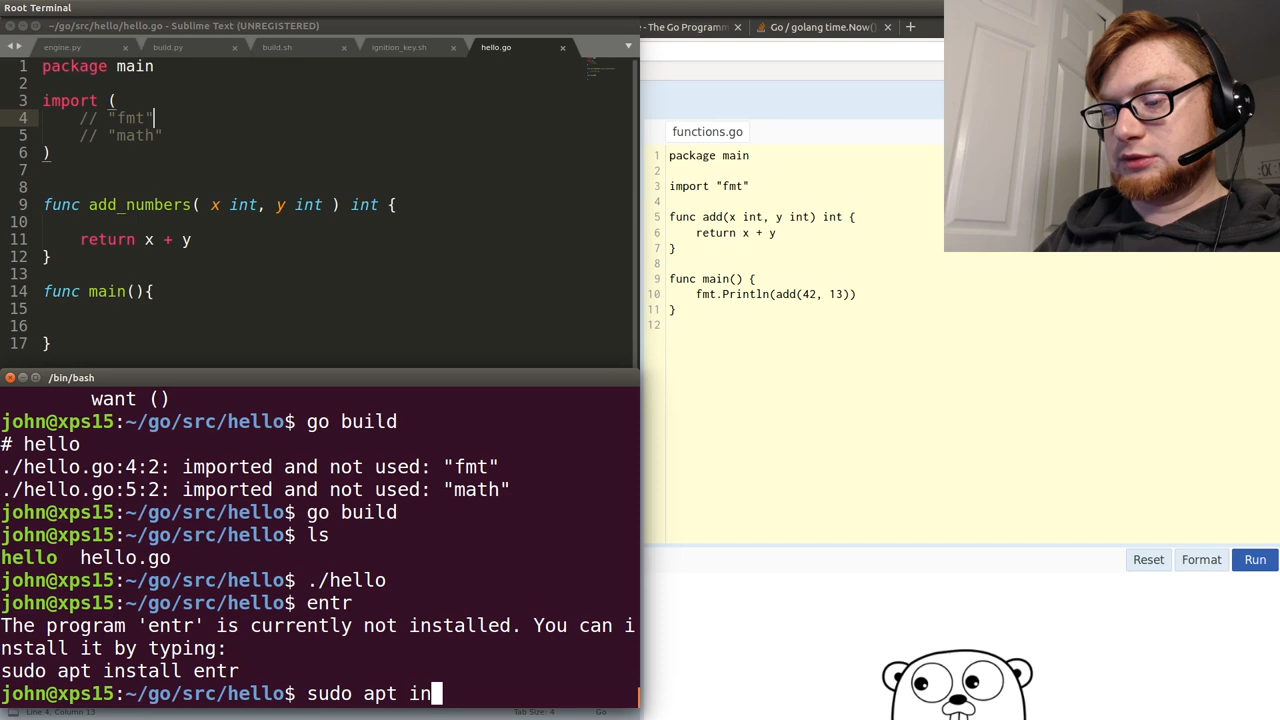 Root Terminal
~/go/src/hello/hello.go - Sublime Text (UNREGISTERED)
- The Go Programm
Go / golang time.Now()
engine.py
build.py
build.sh
ignition_key.sh
hello.go
1 package main
2
3 import (
4 // "fmt"
5 // "math"
6 )
7
8
9 func add_numbers( x int, y int ) int {
10
11 return x + y
12 }
13
14 func main(){
15
16
17 }
functions.go
1 package main
2
3 import "fmt"
4
5 func add(x int, y int) int {
6 return x + y
7 }
8
9 func main() {
10 fmt.Println(add(42, 13))
11 }
12
Reset
Format
Run
/bin/bash
want ()
john@xps15:~/go/src/hello$ go build
# hello
./hello.go:4:2: imported and not used: "fmt"
./hello.go:5:2: imported and not used: "math"
john@xps15:~/go/src/hello$ go build
john@xps15:~/go/src/hello$ ls
hello hello.go
john@xps15:~/go/src/hello$ ./hello
john@xps15:~/go/src/hello$ entr
The program 'entr' is currently not installed. You can i
nstall it by typing:
sudo apt install entr
john@xps15:~/go/src/hello$ sudo apt in
Line 4, Column 13
Tab Size: 4
Go